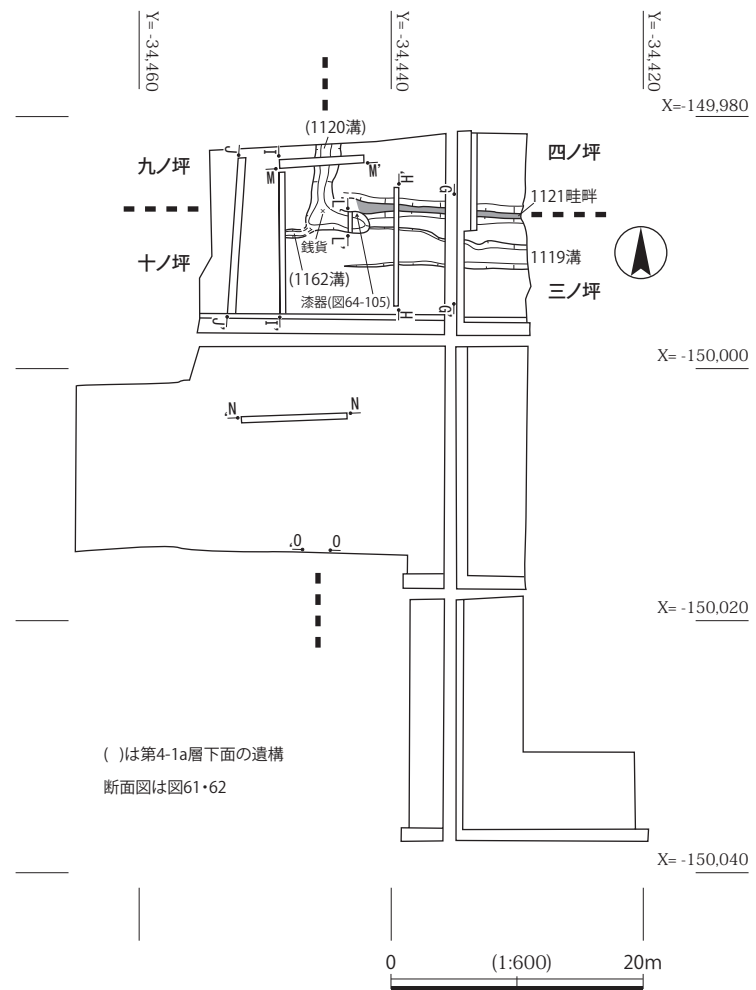 Y= -34,460
Y= -34,440
Y= -34,420
X=-149,980
(1120溝)
四ノ坪
九ノ坪
J
I
M
M'
H'
G
1121畦畔
L
銭貨
L'
十ノ坪
(1162溝)
1119溝
漆器(図64-105)
三ノ坪
J'
I'
H
G'
X= -150,000
N'
N
O'
O
X= -150,020
( )は第4-1a層下面の遺構
断面図は図61・62
X= -150,040
0 (1:600) 20m